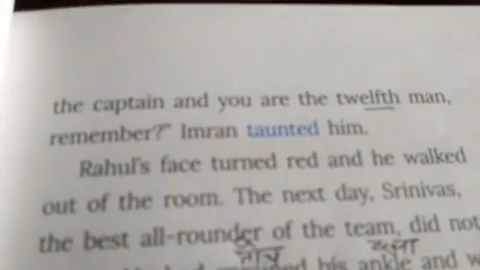 the captain and you are the twelfth man,
remember?" Imran taunted him.
Rahul's face turned red and he walked
out of the room. The next day, Srinivas,
the best all-rounder of the team, did not
his ankle and